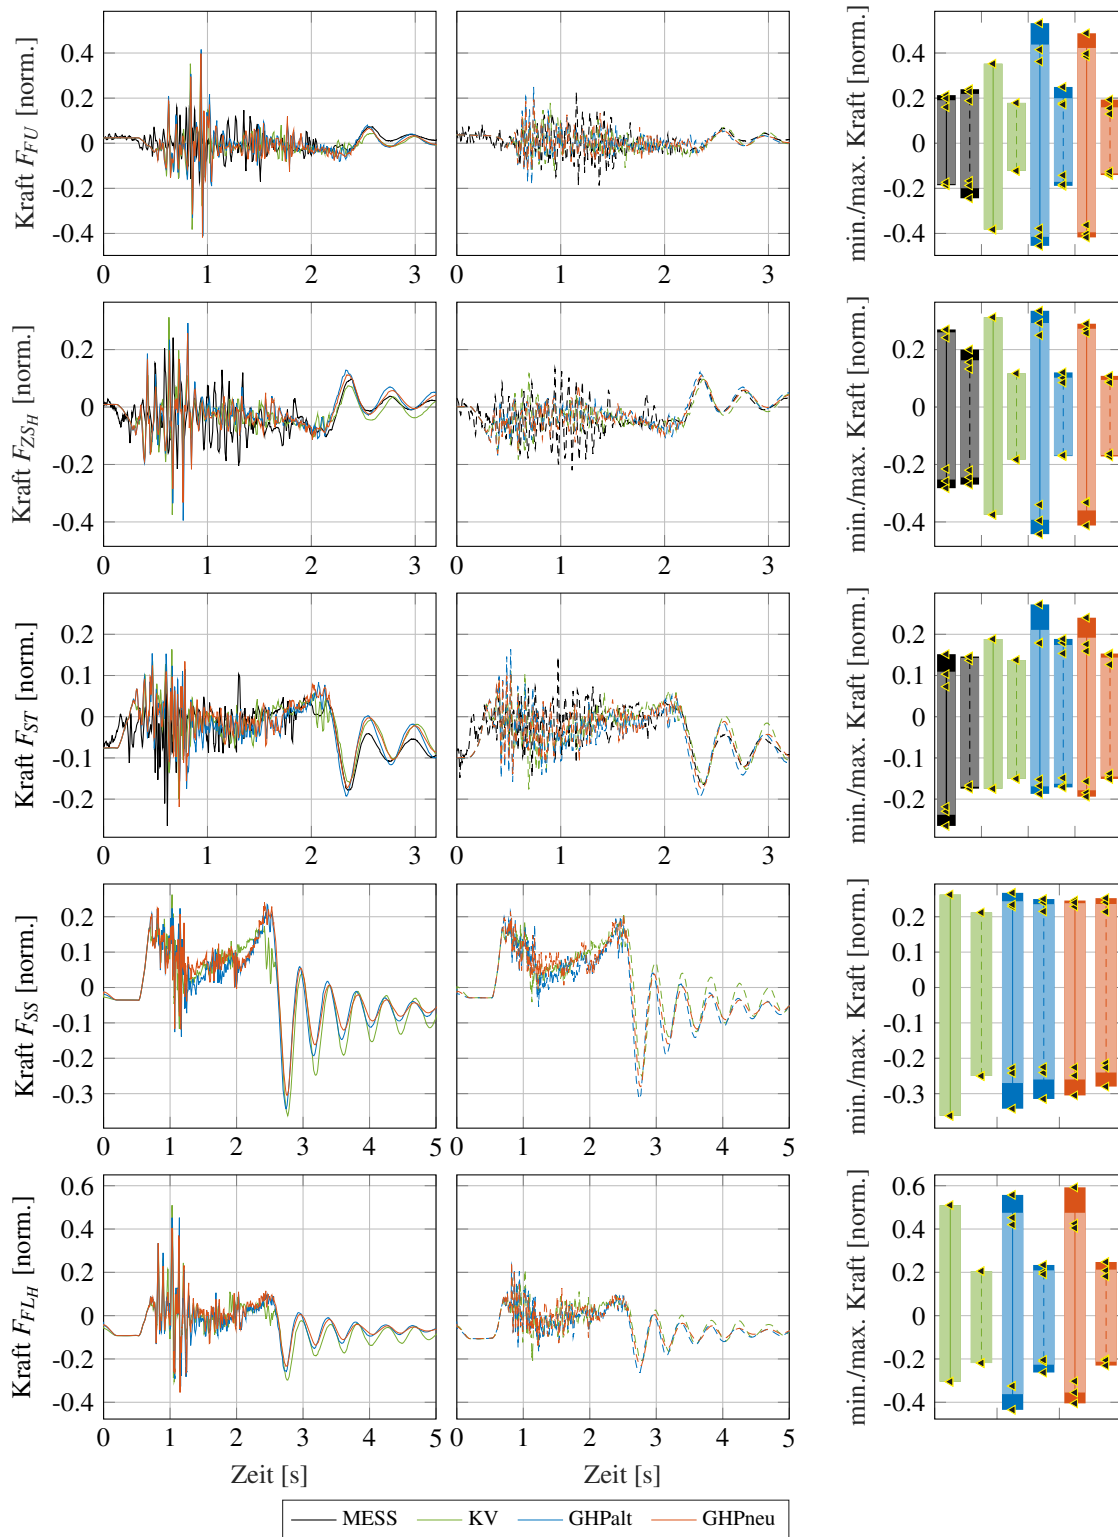 Kraft F_FU [norm.]
0.4
0.2
0
-0.2
-0.4
0 1 2 3
0 1 2 3
min./max. Kraft [norm.]
0.4
0.2
0
-0.2
-0.4
Kraft F_ZS_H [norm.]
0.2
0
-0.2
-0.4
0 1 2 3
0 1 2 3
min./max. Kraft [norm.]
0.2
0
-0.2
-0.4
Kraft F_ST [norm.]
0.2
0.1
0
-0.1
-0.2
0 1 2 3
0 1 2 3
min./max. Kraft [norm.]
0.2
0.1
0
-0.1
-0.2
Kraft F_SS [norm.]
0.2
0.1
0
-0.1
-0.2
-0.3
0 1 2 3 4 5
0 1 2 3 4 5
min./max. Kraft [norm.]
0.2
0.1
0
-0.1
-0.2
-0.3
Kraft F_FL_H [norm.]
0.6
0.4
0.2
0
-0.2
-0.4
0 1 2 3 4 5
0 1 2 3 4 5
min./max. Kraft [norm.]
0.6
0.4
0.2
0
-0.2
-0.4
Zeit [s]
Zeit [s]
MESS KV GHPalt GHPneu